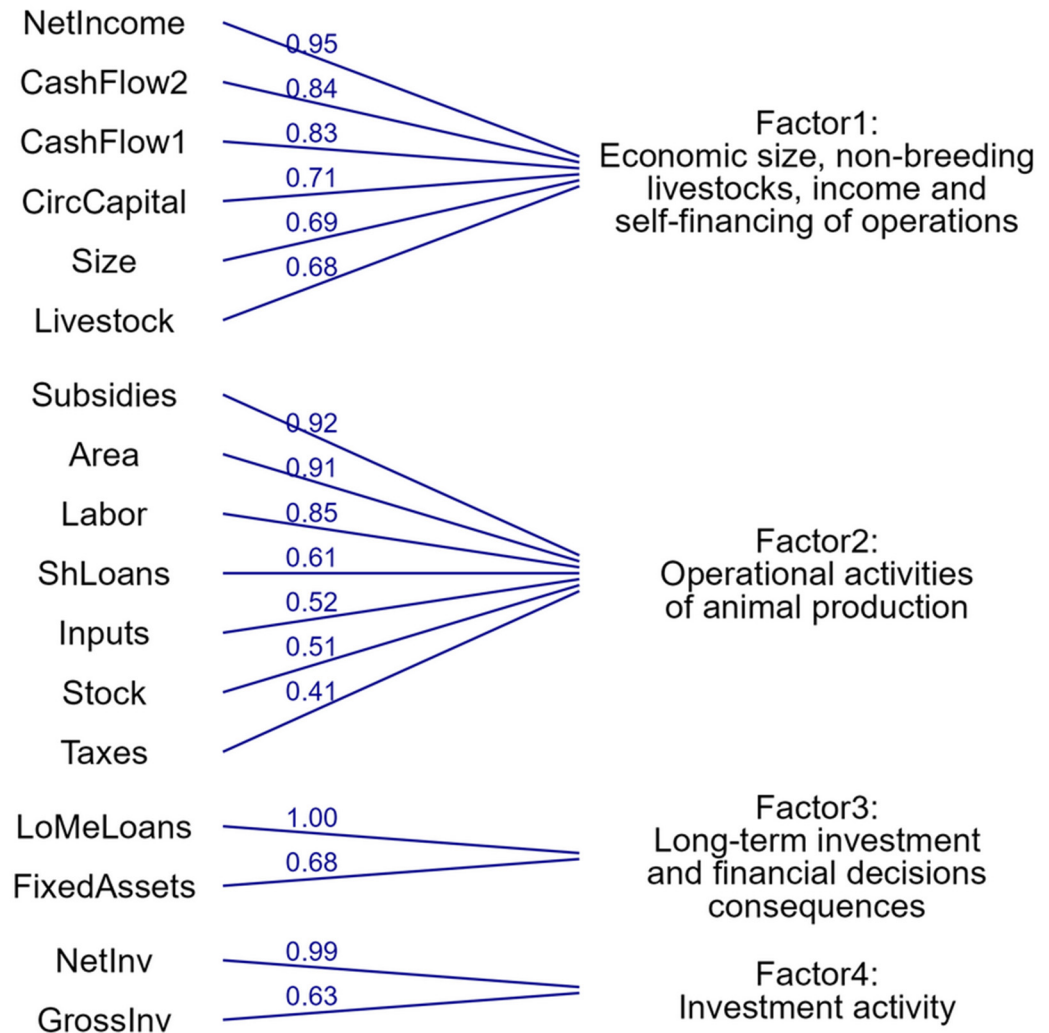 NetIncome
0.95
CashFlow2
0.84
CashFlow1
0.83
CircCapital
0.71
Size
0.69
Livestock
0.68
Factor1:
Economic size, non-breeding
livestocks, income and
self-financing of operations
Subsidies
0.92
Area
0.91
Labor
0.85
ShLoans
0.61
Inputs
0.52
Stock
0.51
Taxes
0.41
Factor2:
Operational activities
of animal production
LoMeLoans
1.00
FixedAssets
0.68
Factor3:
Long-term investment
and financial decisions
consequences
NetInv
0.99
GrossInv
0.63
Factor4:
Investment activity